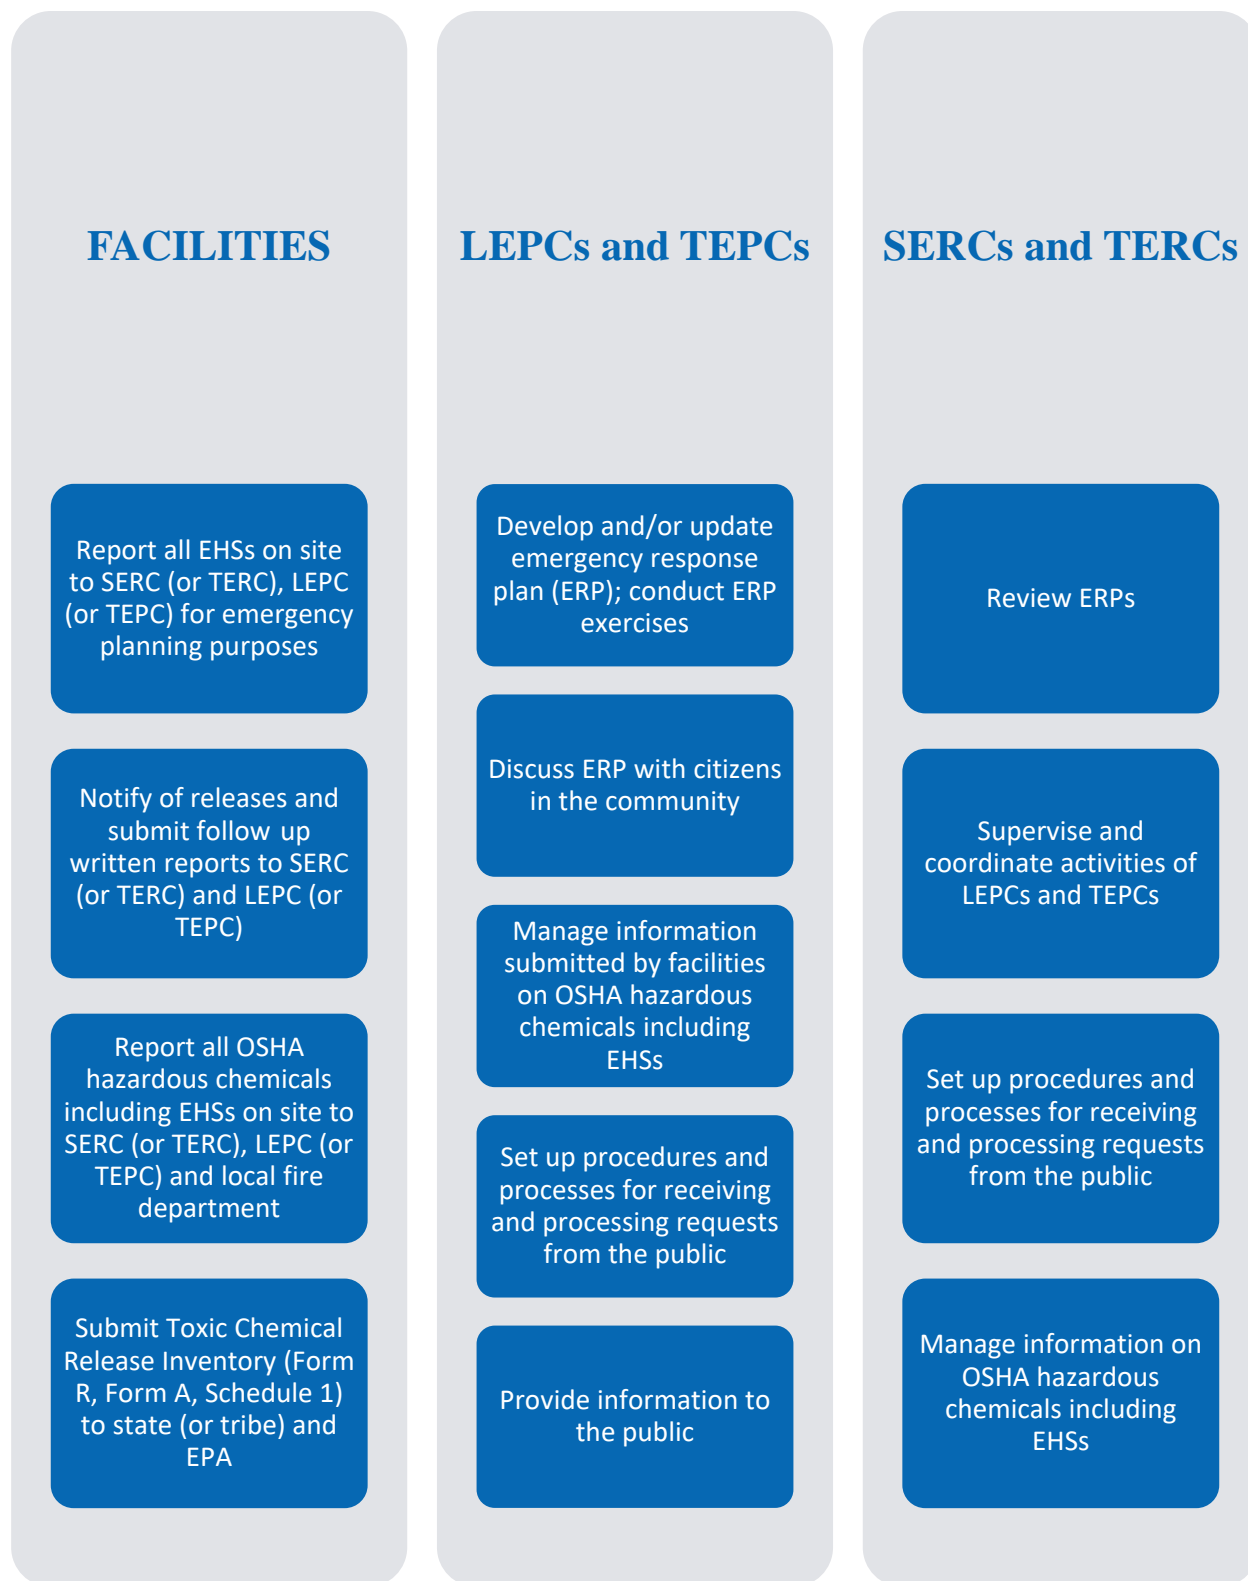 FACILITIES
Report all EHSs on site
to SERC (or TERC), LEPC
(or TEPC) for emergency
planning purposes
Notify of releases and
submit follow up
written reports to SERC
(or TERC) and LEPC (or
TEPC)
Report all OSHA
hazardous chemicals
including EHSs on site to
SERC (or TERC), LEPC (or
TEPC) and local fire
department
Submit Toxic Chemical
Release Inventory (Form
R, Form A, Schedule 1)
to state (or tribe) and
EPA
LEPCs and TEPCs
Develop and/or update
emergency response
plan (ERP); conduct ERP
exercises
Discuss ERP with citizens
in the community
Manage information
submitted by facilities
on OSHA hazardous
chemicals including
EHSs
Set up procedures and
processes for receiving
and processing requests
from the public
Provide information to
the public
SERCs and TERCs
Review ERPs
Supervise and
coordinate activities of
LEPCs and TEPCs
Set up procedures and
processes for receiving
and processing requests
from the public
Manage information on
OSHA hazardous
chemicals including
EHSs